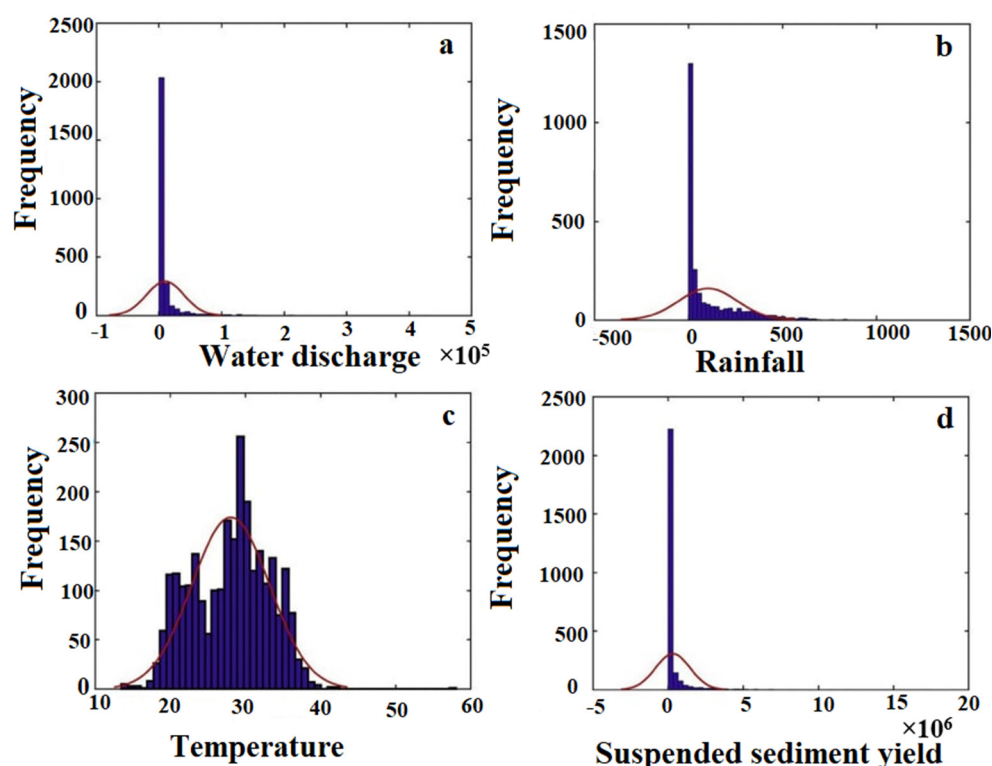 a
Frequency
2500
2000
1500
1000
500
0
-1 0 1 2 3 4 5
Water discharge ×10⁵
b
Frequency
1500
1000
500
0
-500 0 500 1000 1500
Rainfall
c
Frequency
300
250
200
150
100
50
0
10 20 30 40 50 60
Temperature
d
Frequency
2500
2000
1500
1000
500
0
-5 0 5 10 15 20
×10⁶
Suspended sediment yield